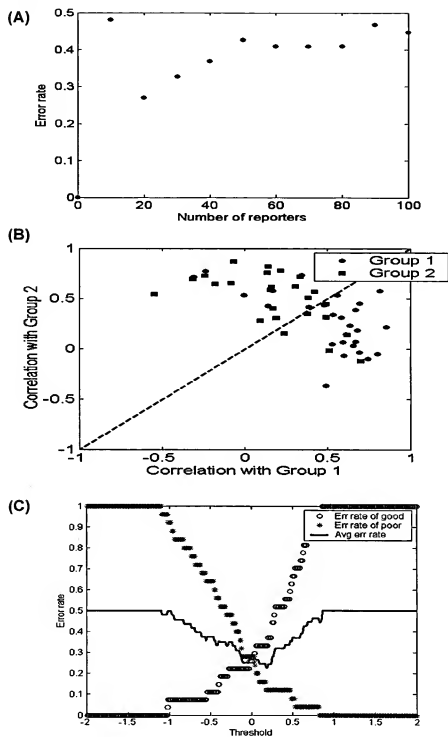 (A)
0.5
0.4
0.3
0.2
0.1
0
Error rate
20 40 60 80 100
Number of reporters
(B)
1
0.5
0
-0.5
-1
Correlation with Group 2
Group 1
Group 2
-1 -0.5 0 0.5 1
Correlation with Group 1
(C)
1
0.9
0.8
0.7
0.6
0.5
0.4
0.3
0.2
0.1
0
Error rate
Err rate of good
Err rate of poor
Avg err rate
-2 -1.5 -1 -0.5 0 0.5 1 1.5 2
Threshold